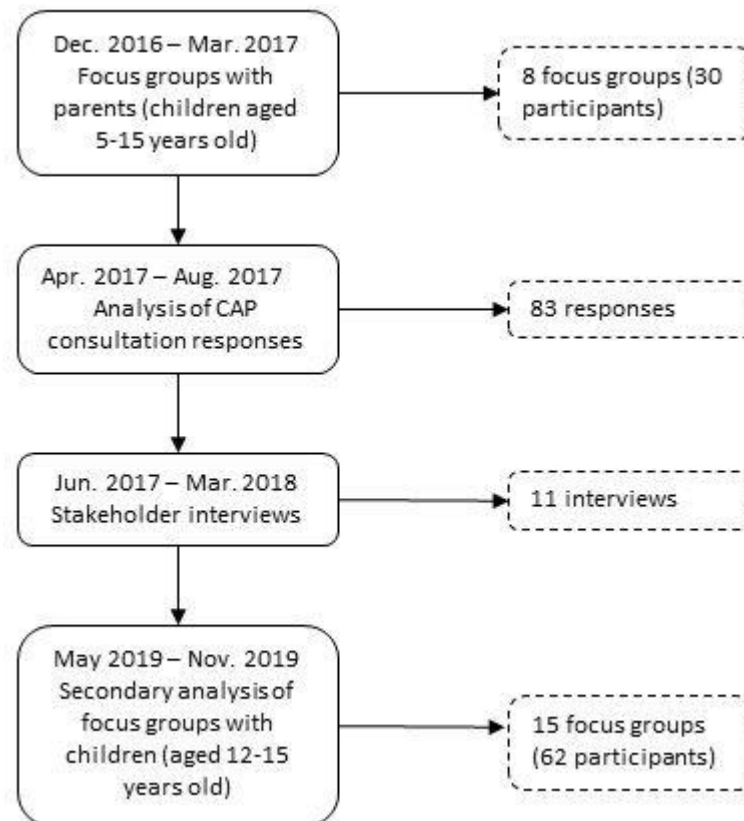 Dec. 2016 – Mar. 2017
Focus groups with
parents (children aged
5-15 years old)
8 focus groups (30
participants)
Apr. 2017 – Aug. 2017
Analysis of CAP
consultation responses
83 responses
Jun. 2017 – Mar. 2018
Stakeholder interviews
11 interviews
May 2019 – Nov. 2019
Secondary analysis of
focus groups with
children (aged 12-15
years old)
15 focus groups
(62 participants)